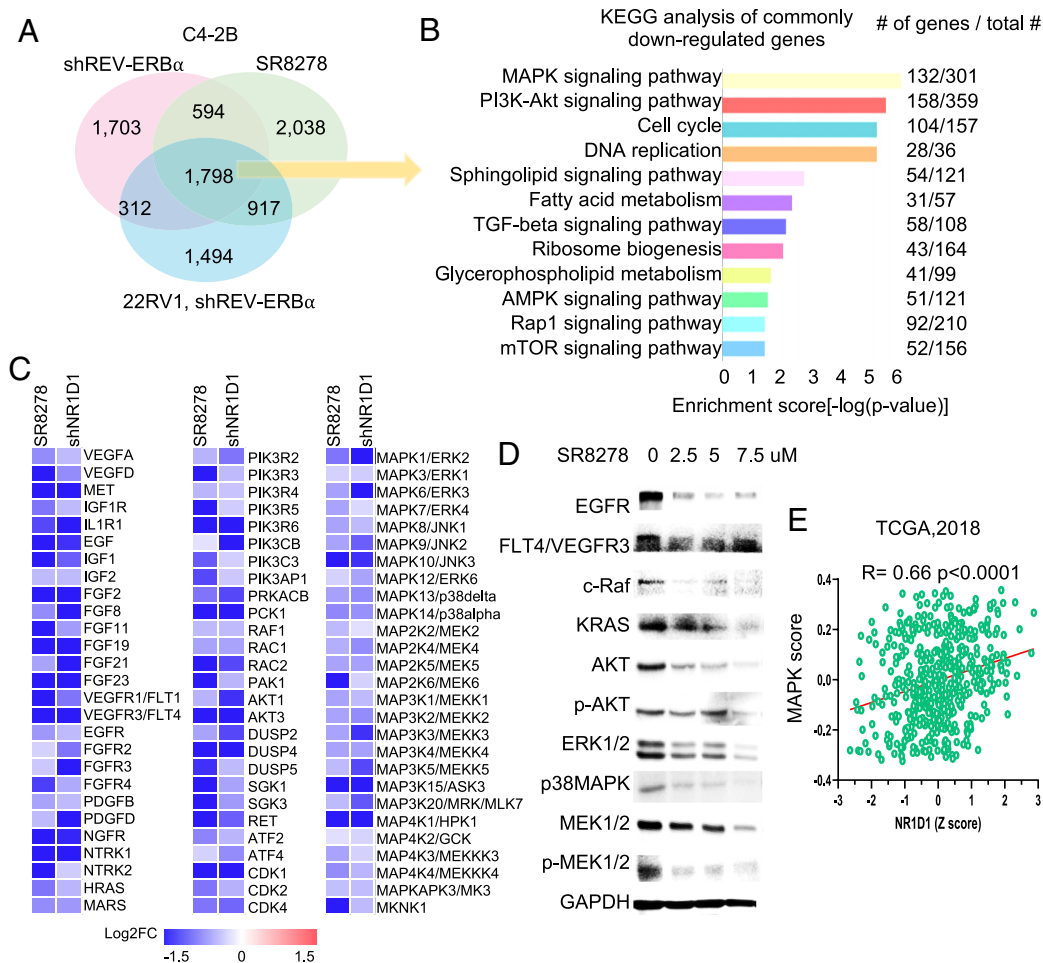 A
C4-2B
shREV-ERBα
SR8278
1,703
594
2,038
1,798
312
917
1,494
22RV1, shREV-ERBα
B
KEGG analysis of commonly
down-regulated genes
# of genes / total #
MAPK signaling pathway 132/301
PI3K-Akt signaling pathway 158/359
Cell cycle 104/157
DNA replication 28/36
Sphingolipid signaling pathway 54/121
Fatty acid metabolism 31/57
TGF-beta signaling pathway 58/108
Ribosome biogenesis 43/164
Glycerophospholipid metabolism 41/99
AMPK signaling pathway 51/121
Rap1 signaling pathway 92/210
mTOR signaling pathway 52/156
0 1 2 3 4 5 6
Enrichment score[-log(p-value)]
C
SR8278
shNR1D1
VEGFA
VEGFD
MET
IGF1R
IL1R1
EGF
IGF1
IGF2
FGF2
FGF8
FGF11
FGF19
FGF21
FGF23
VEGFR1/FLT1
VEGFR3/FLT4
EGFR
FGFR2
FGFR3
FGFR4
PDGFB
PDGFD
NGFR
NTRK1
NTRK2
HRAS
MARS
SR8278
shNR1D1
PIK3R2
PIK3R3
PIK3R4
PIK3R5
PIK3R6
PIK3CB
PIK3C3
PIK3AP1
PRKACB
PCK1
RAF1
RAC1
RAC2
PAK1
AKT1
AKT3
DUSP2
DUSP4
DUSP5
SGK1
SGK3
RET
ATF2
ATF4
CDK1
CDK2
CDK4
SR8278
shNR1D1
MAPK1/ERK2
MAPK3/ERK1
MAPK6/ERK3
MAPK7/ERK4
MAPK8/JNK1
MAPK9/JNK2
MAPK10/JNK3
MAPK12/ERK6
MAPK13/p38delta
MAPK14/p38alpha
MAP2K2/MEK2
MAP2K4/MEK4
MAP2K5/MEK5
MAP2K6/MEK6
MAP3K1/MEKK1
MAP3K2/MEKK2
MAP3K3/MEKK3
MAP3K4/MEKK4
MAP3K5/MEKK5
MAP3K15/ASK3
MAP3K20/MRK/MLK7
MAP4K1/HPK1
MAP4K2/GCK
MAP4K3/MEKKK3
MAP4K4/MEKKK4
MAPKAPK3/MK3
MKNK1
Log2FC
-1.5 0 1.5
D
SR8278 0 2.5 5 7.5 uM
EGFR
FLT4/VEGFR3
c-Raf
KRAS
AKT
p-AKT
ERK1/2
p38MAPK
MEK1/2
p-MEK1/2
GAPDH
E
TCGA,2018
R= 0.66 p<0.0001
MAPK score
0.4
0.2
0.0
-0.2
-0.4
-3 -2 -1 0 1 2 3
NR1D1 (Z score)